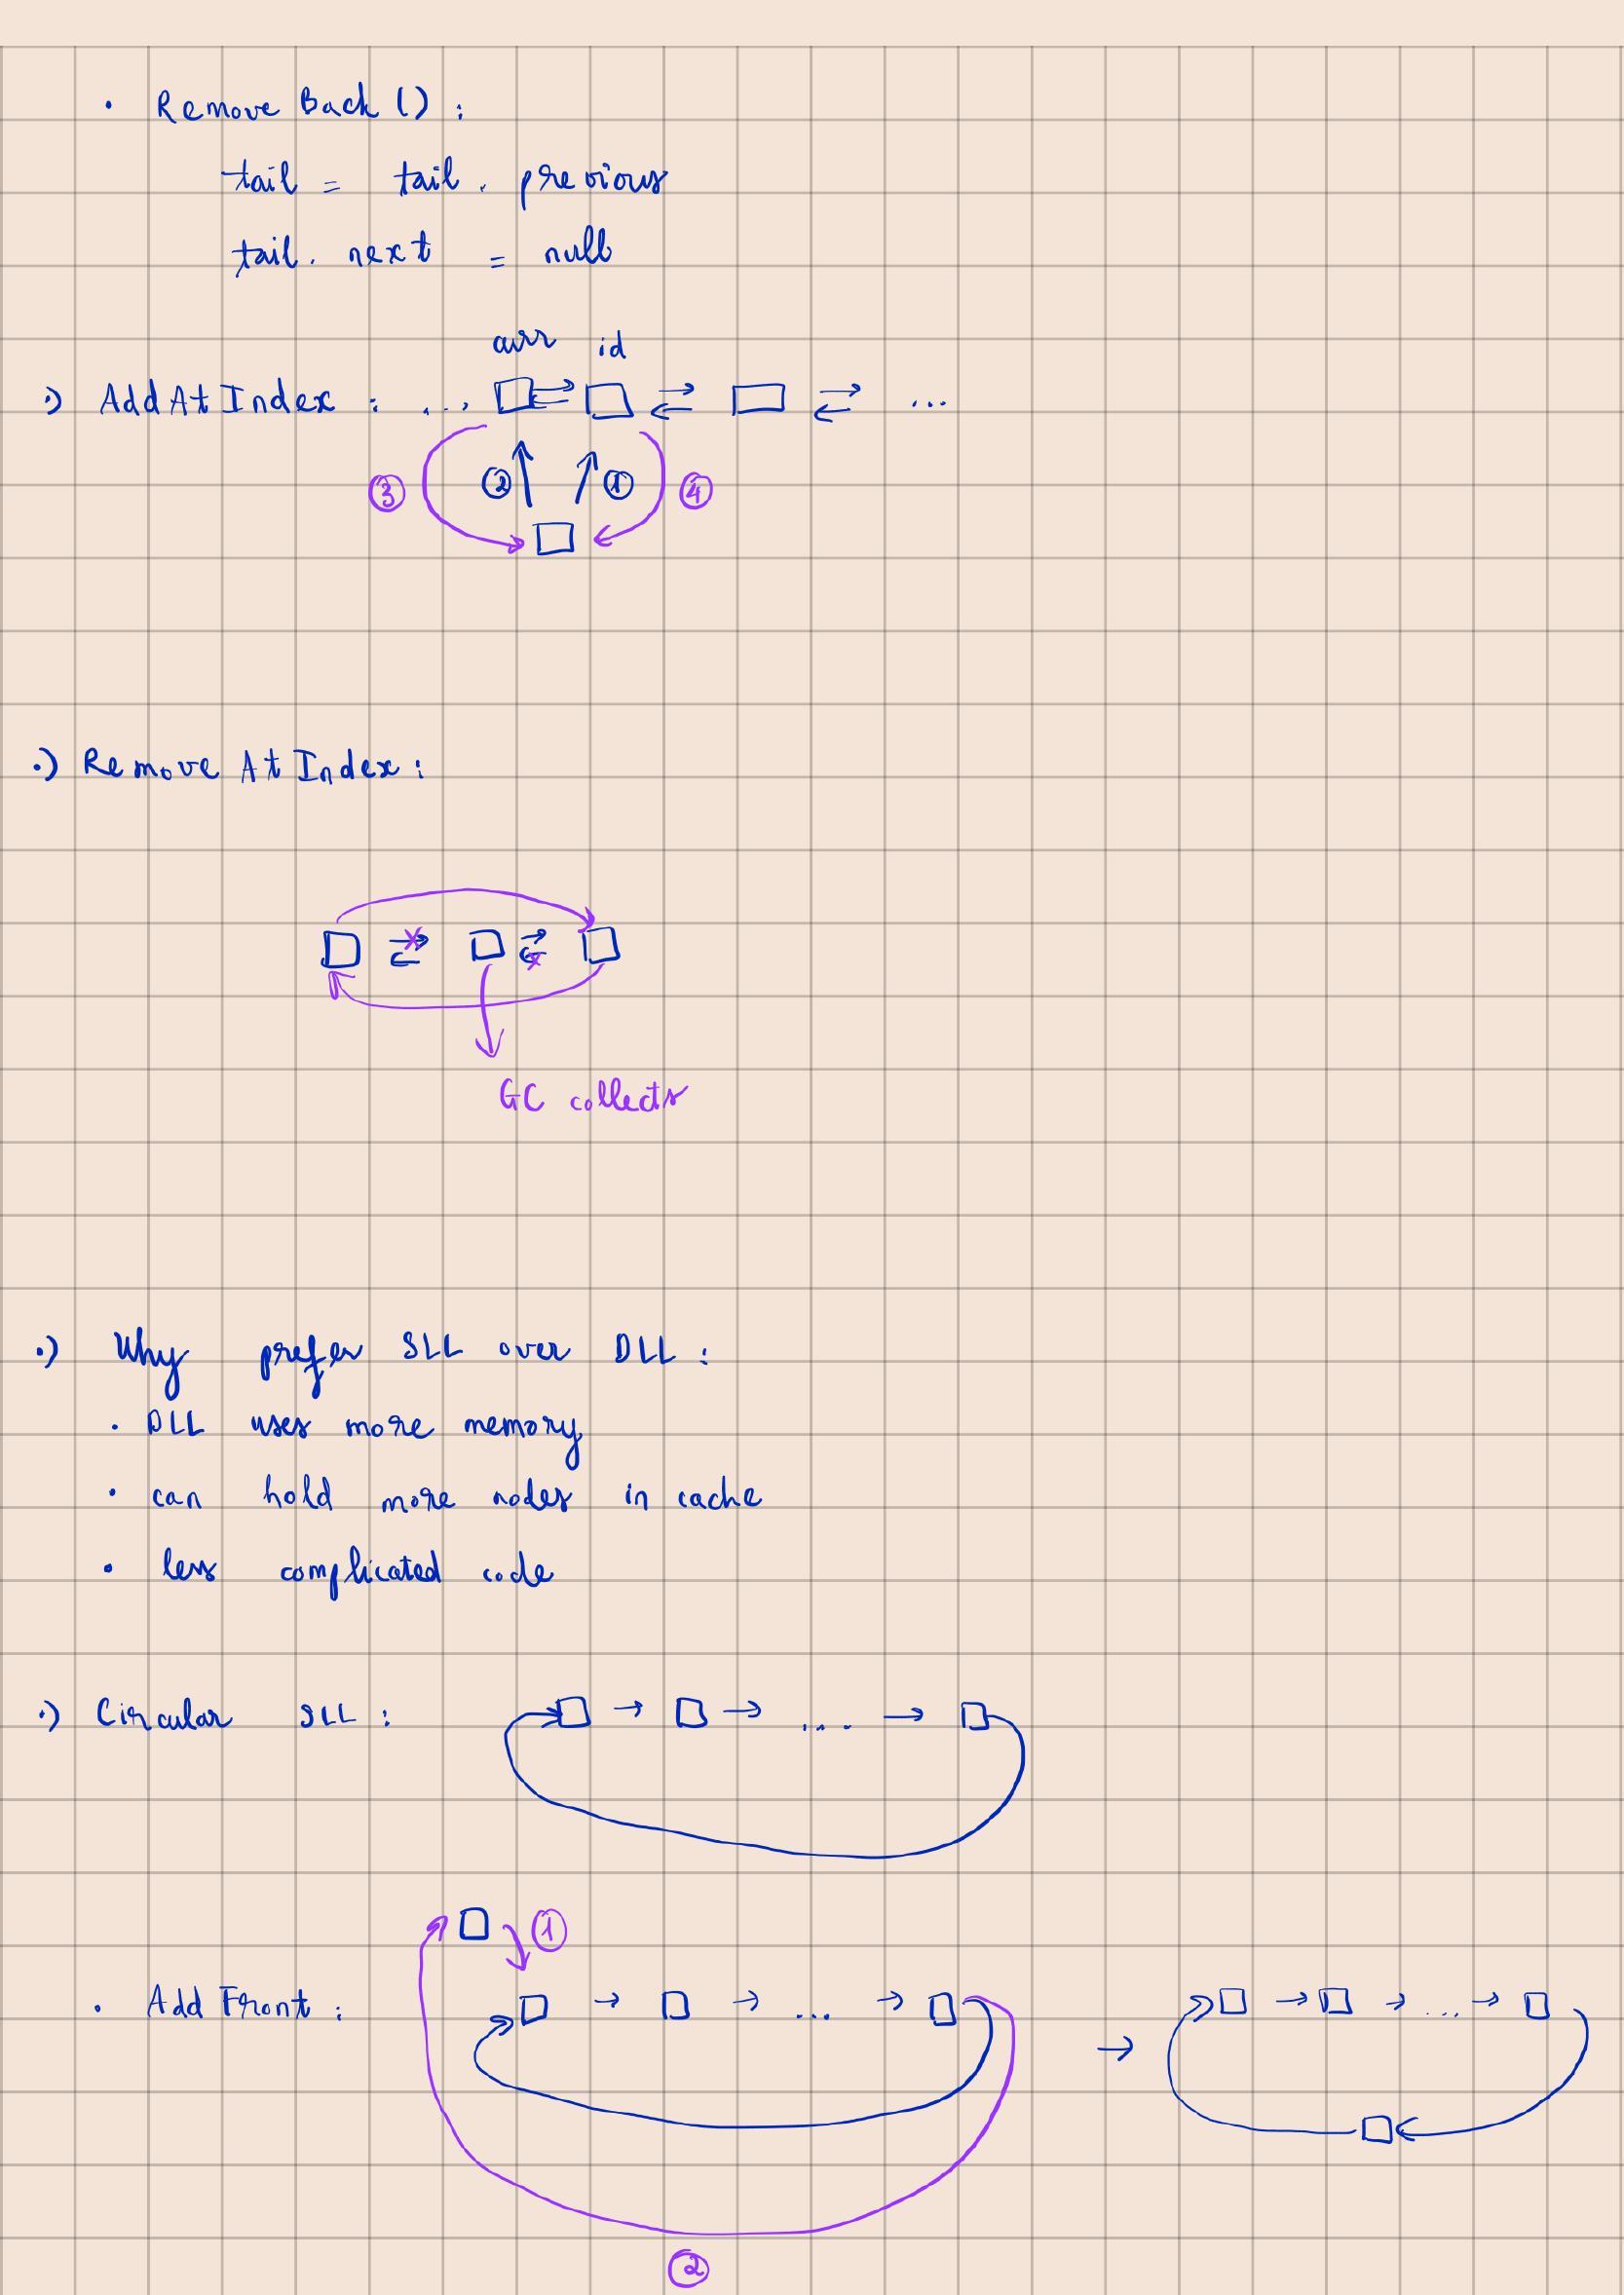 • Remove Back () :
tail = tail . previous
tail . next = null
curr id
•) Add At Index : ...  ...
③ ② ① ④
•) Remove At Index :
GC collects
•) Why prefer SLL over DLL :
• DLL uses more memory
• can hold more nodes in cache
• less complicated code
•) Circular SLL : ....
①
• Add Front : ... → ...
②